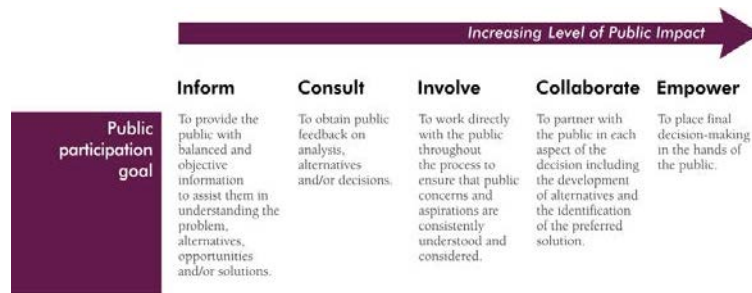 Increasing Level of Public Impact
Inform
Consult
Involve
Collaborate
Empower
Public
participation
goal
To provide the
public with
balanced and
objective
information
to assist them in
understanding the
problem,
alternatives,
opportunities
and/or solutions.
To obtain public
feedback on
analysis,
alternatives
and/or decisions.
To work directly
with the public
throughout
the process to
ensure that public
concerns and
aspirations are
consistently
understood and
considered.
To partner with
the public in each
aspect of the
decision including
the development
of alternatives and
the identification
of the preferred
solution.
To place final
decision-making
in the hands of
the public.